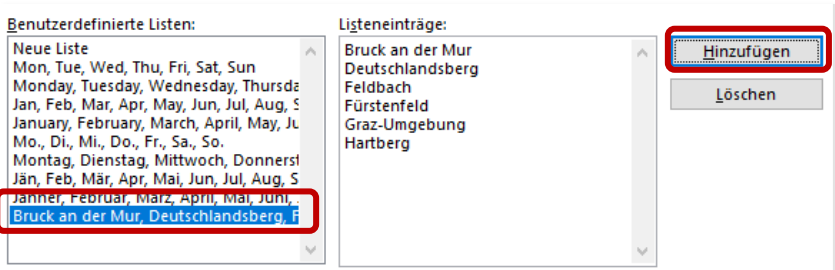 Benutzerdefinierte Listen:
Neue Liste
Mon, Tue, Wed, Thu, Fri, Sat, Sun
Monday, Tuesday, Wednesday, Thursda
Jan, Feb, Mar, Apr, May, Jun, Jul, Aug, S
January, February, March, April, May, Ju
Mo., Di., Mi., Do., Fr., Sa., So.
Montag, Dienstag, Mittwoch, Donnerst
Jän, Feb, Mär, Apr, Mai, Jun, Jul, Aug, S
Jänner, Februar, März, April, Mai, Juni, .
Bruck an der Mur, Deutschlandsberg, F
Listeneinträge:
Bruck an der Mur
Deutschlandsberg
Feldbach
Fürstenfeld
Graz-Umgebung
Hartberg
Hinzufügen
Löschen